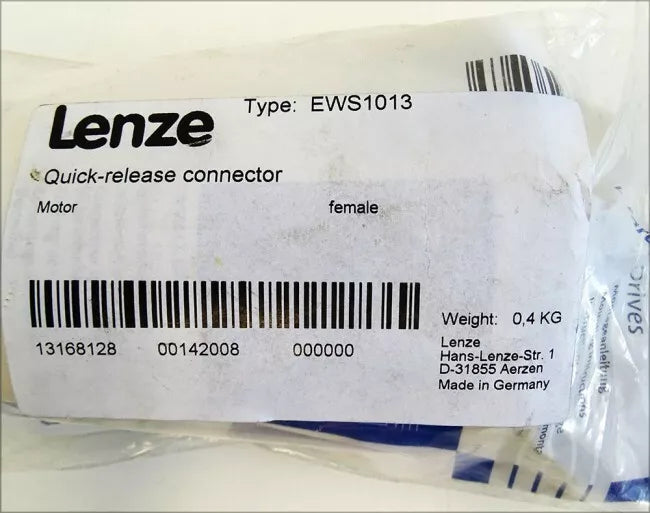 Lenze
Type: EWS1013
Quick-release connector
Motor female
13168128 00142008 000000
Weight: 0,4 KG
Lenze
Hans-Lenze-Str. 1
D-31855 Aerzen
Made in Germany
Drives